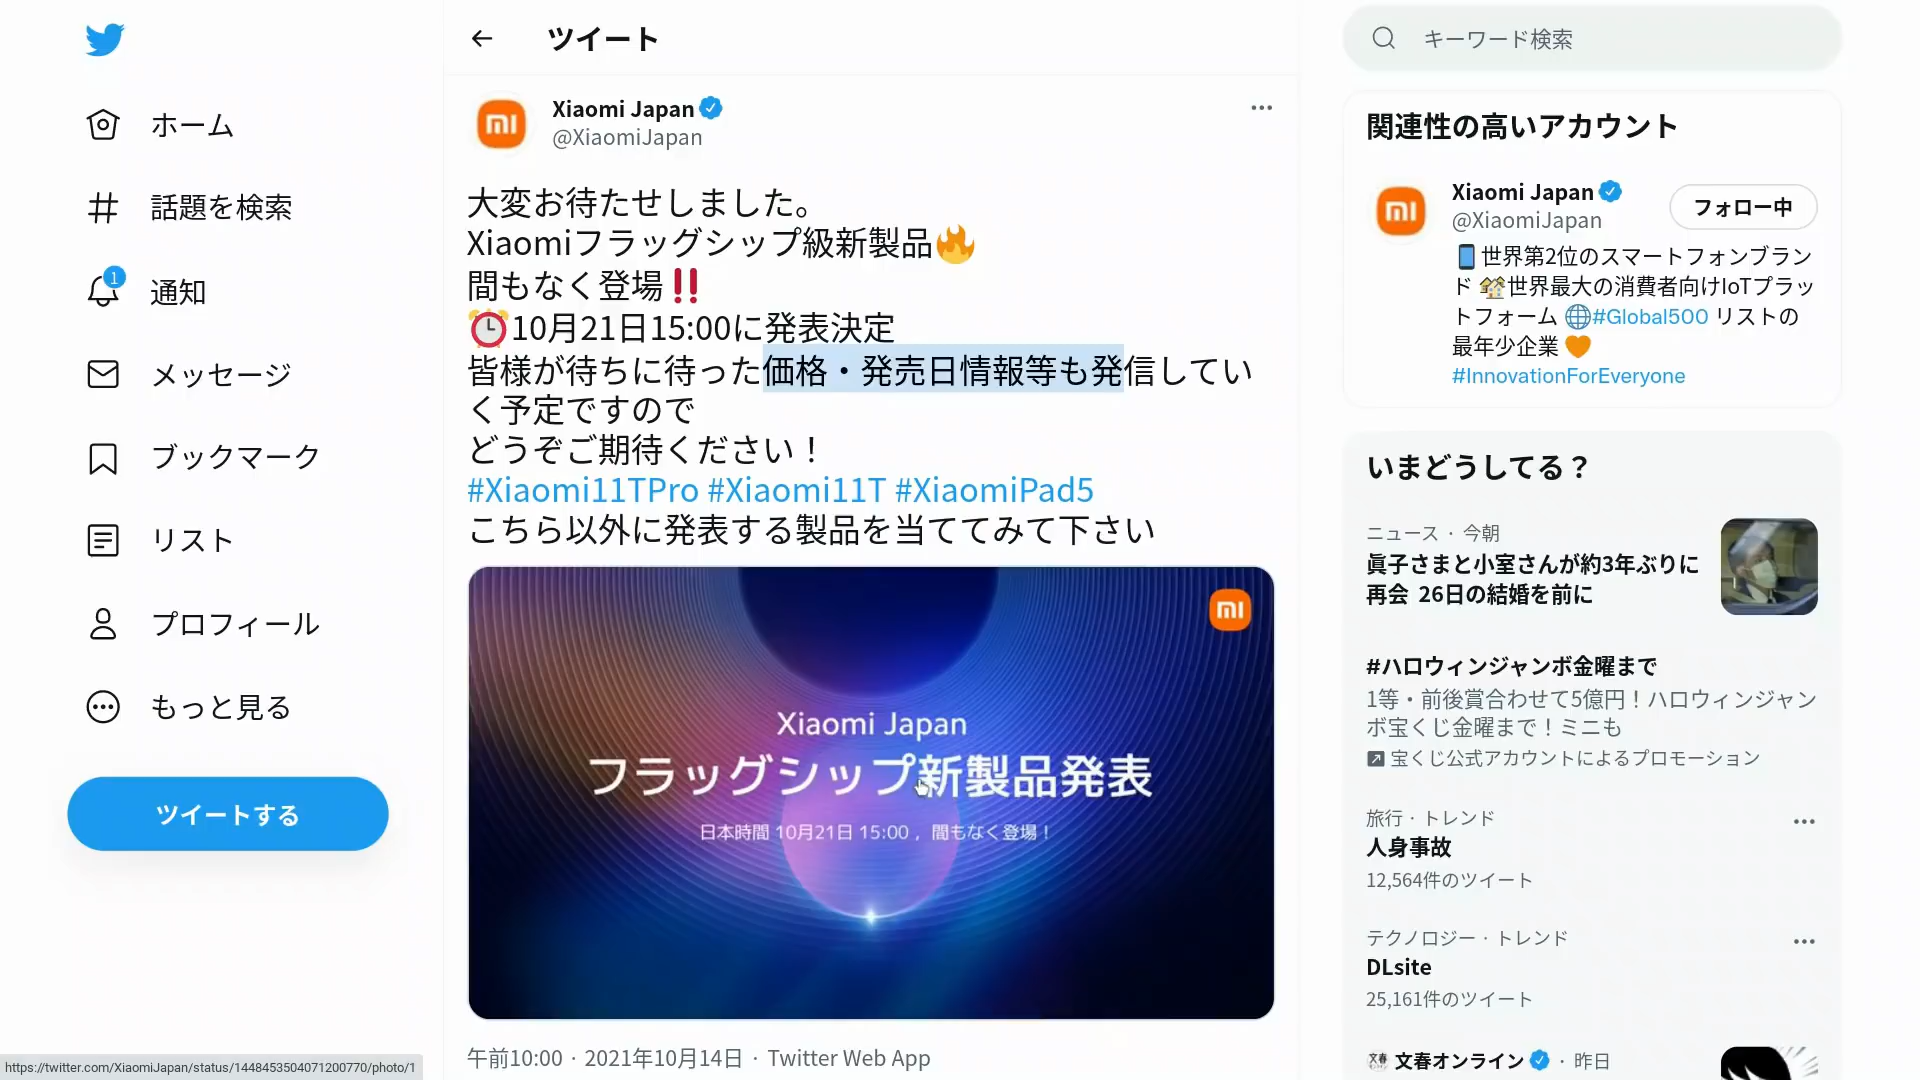 ホーム
話題を検索
1
通知
メッセージ
ブックマーク
リスト
プロフィール
もっと見る
ツイートする
ツイート
Xiaomi Japan
@XiaomiJapan
大変お待たせしました。
Xiaomiフラッグシップ級新製品🔥
間もなく登場‼️
⏰10月21日15:00に発表決定
皆様が待ちに待った価格・発売日情報等も発信してい
く予定ですので
どうぞご期待ください！
#Xiaomi11TPro #Xiaomi11T #XiaomiPad5
こちら以外に発表する製品を当ててみて下さい
Xiaomi Japan
フラッグシップ新製品発表
日本時間 10月21日 15:00 ，間もなく登場！
午前10:00 · 2021年10月14日 · Twitter Web App
キーワード検索
関連性の高いアカウント
Xiaomi Japan
@XiaomiJapan
フォロー中
📱世界第2位のスマートフォンブラン
ド 🏠世界最大の消費者向けIoTプラッ
トフォーム 🌐#Global500 リストの
最年少企業 🧡
#InnovationForEveryone
いまどうしてる？
ニュース · 今朝
眞子さまと小室さんが約3年ぶりに
再会 26日の結婚を前に
#ハロウィンジャンボ金曜まで
1等・前後賞合わせて5億円！ハロウィンジャン
ボ宝くじ金曜まで！ミニも
宝くじ公式アカウントによるプロモーション
旅行 · トレンド
人身事故
12,564件のツイート
テクノロジー · トレンド
DLsite
25,161件のツイート
文春オンライン · 昨日
https://twitter.com/XiaomiJapan/status/1448453504071200770/photo/1